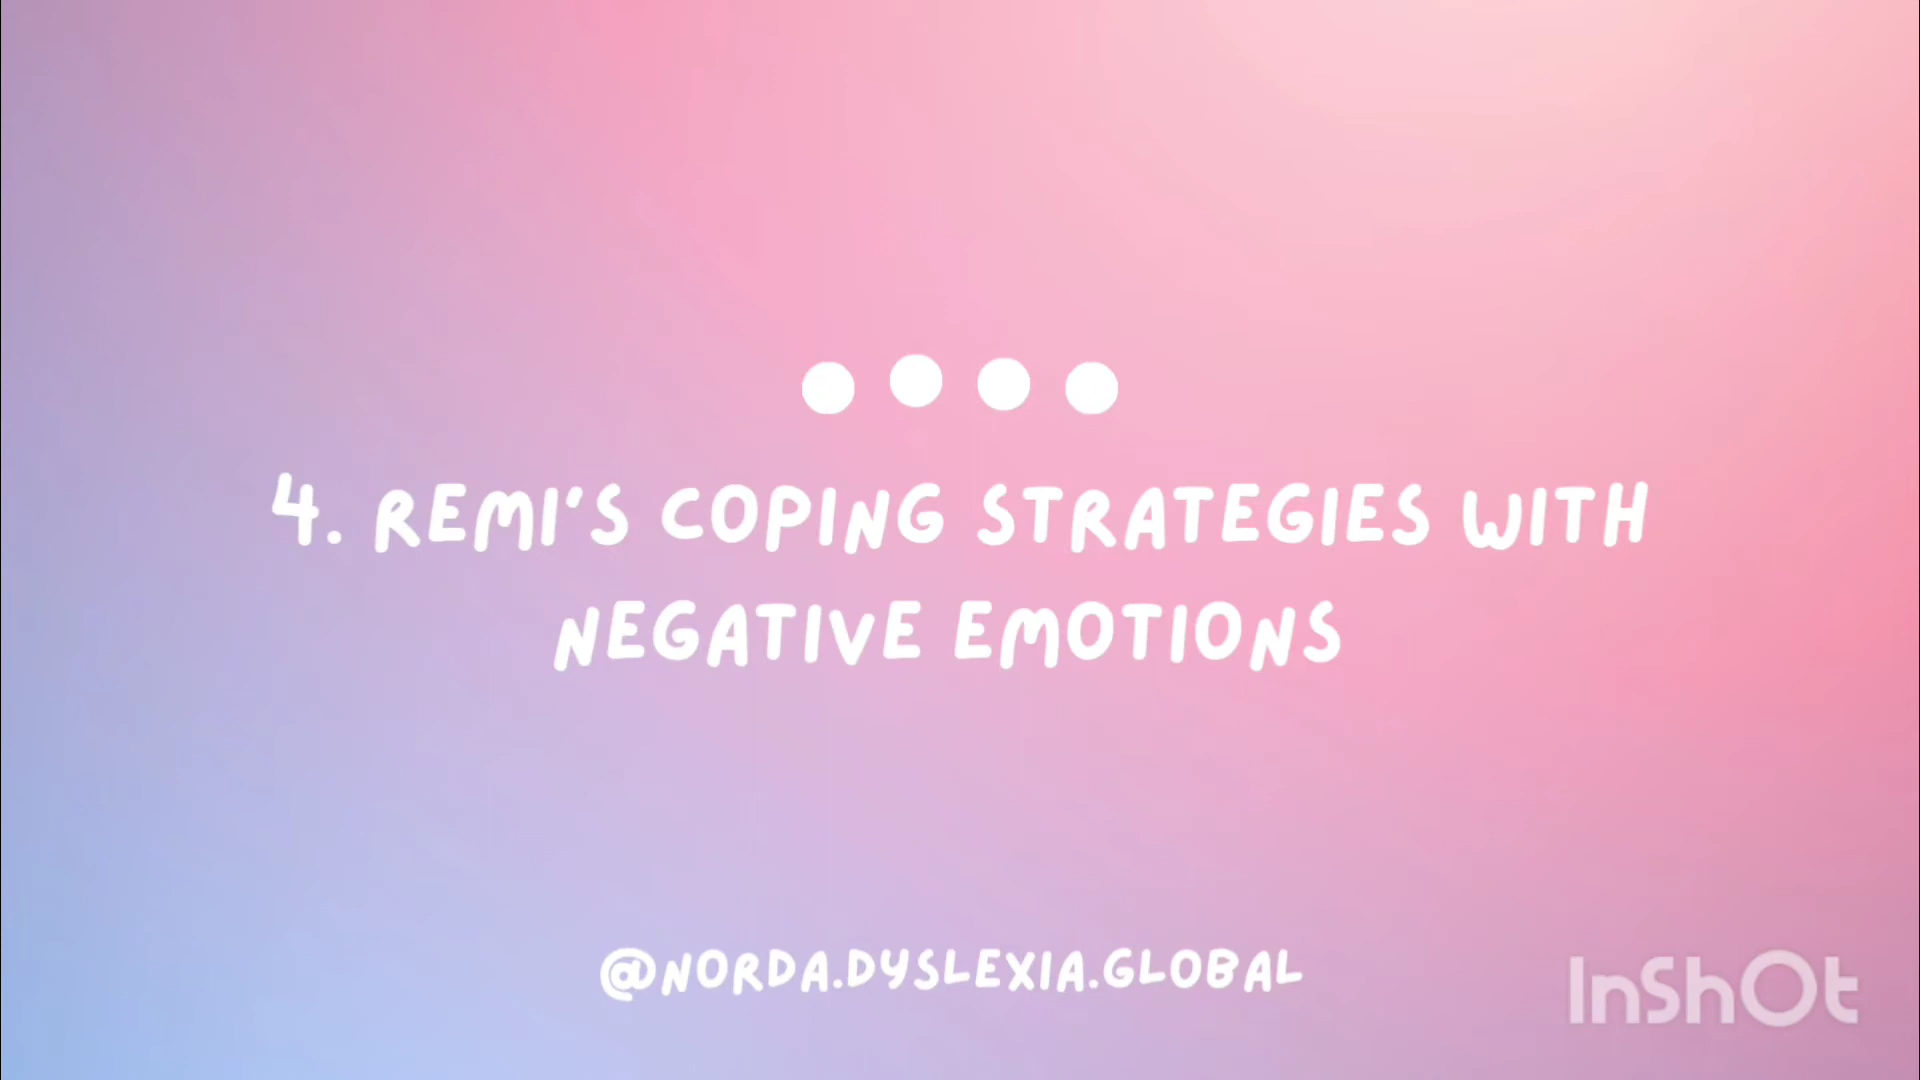 4. REMI'S COPING STRATEGIES WITH
NEGATIVE EMOTIONS
@NORDA.DYSLEXIA.GLOBAL
InShOt